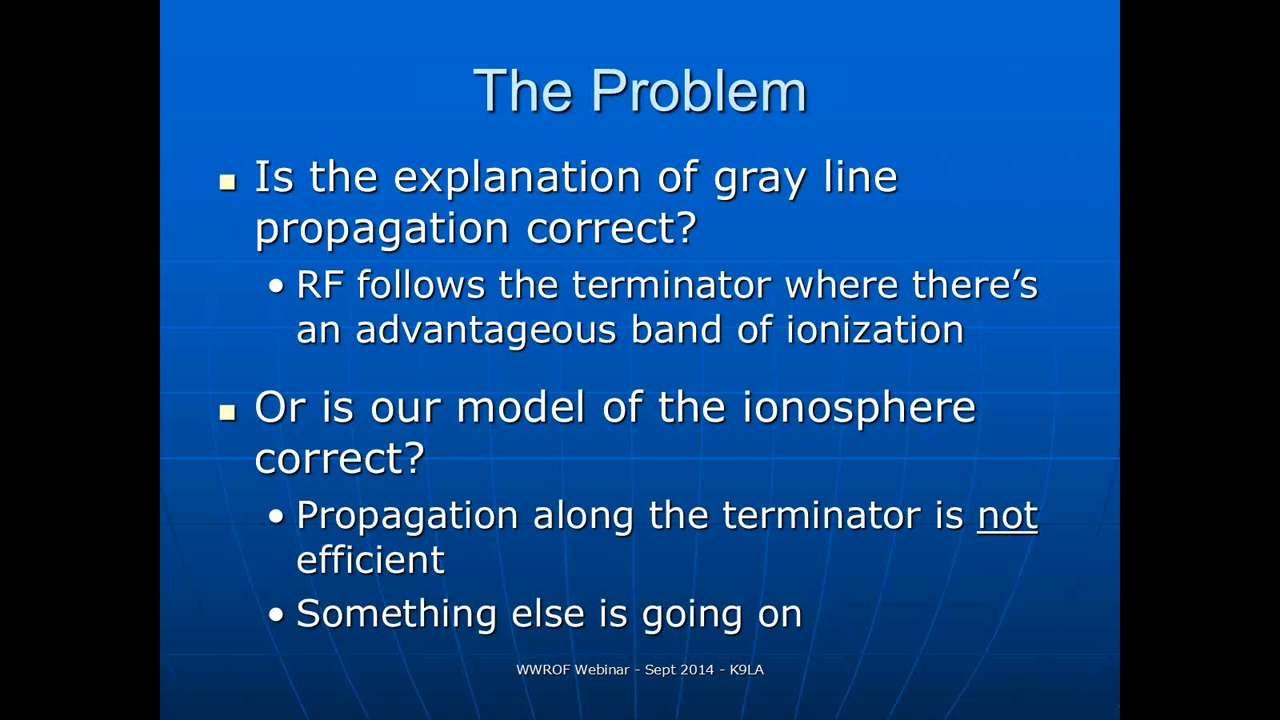 The Problem
Is the explanation of gray line
propagation correct?
• RF follows the terminator where there’s
an advantageous band of ionization
Or is our model of the ionosphere
correct?
• Propagation along the terminator is not
efficient
• Something else is going on
WWROF Webinar - Sept 2014 - K9LA